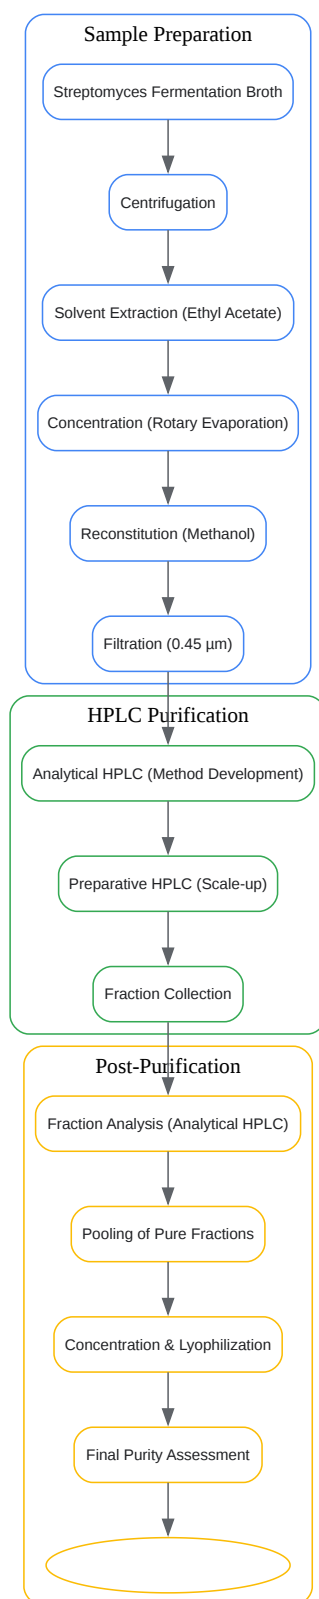 Sample Preparation
Streptomyces Fermentation Broth
Centrifugation
Solvent Extraction (Ethyl Acetate)
Concentration (Rotary Evaporation)
Reconstitution (Methanol)
Filtration (0.45 µm)
HPLC Purification
Analytical HPLC (Method Development)
Preparative HPLC (Scale-up)
Fraction Collection
Post-Purification
Fraction Analysis (Analytical HPLC)
Pooling of Pure Fractions
Concentration & Lyophilization
Final Purity Assessment